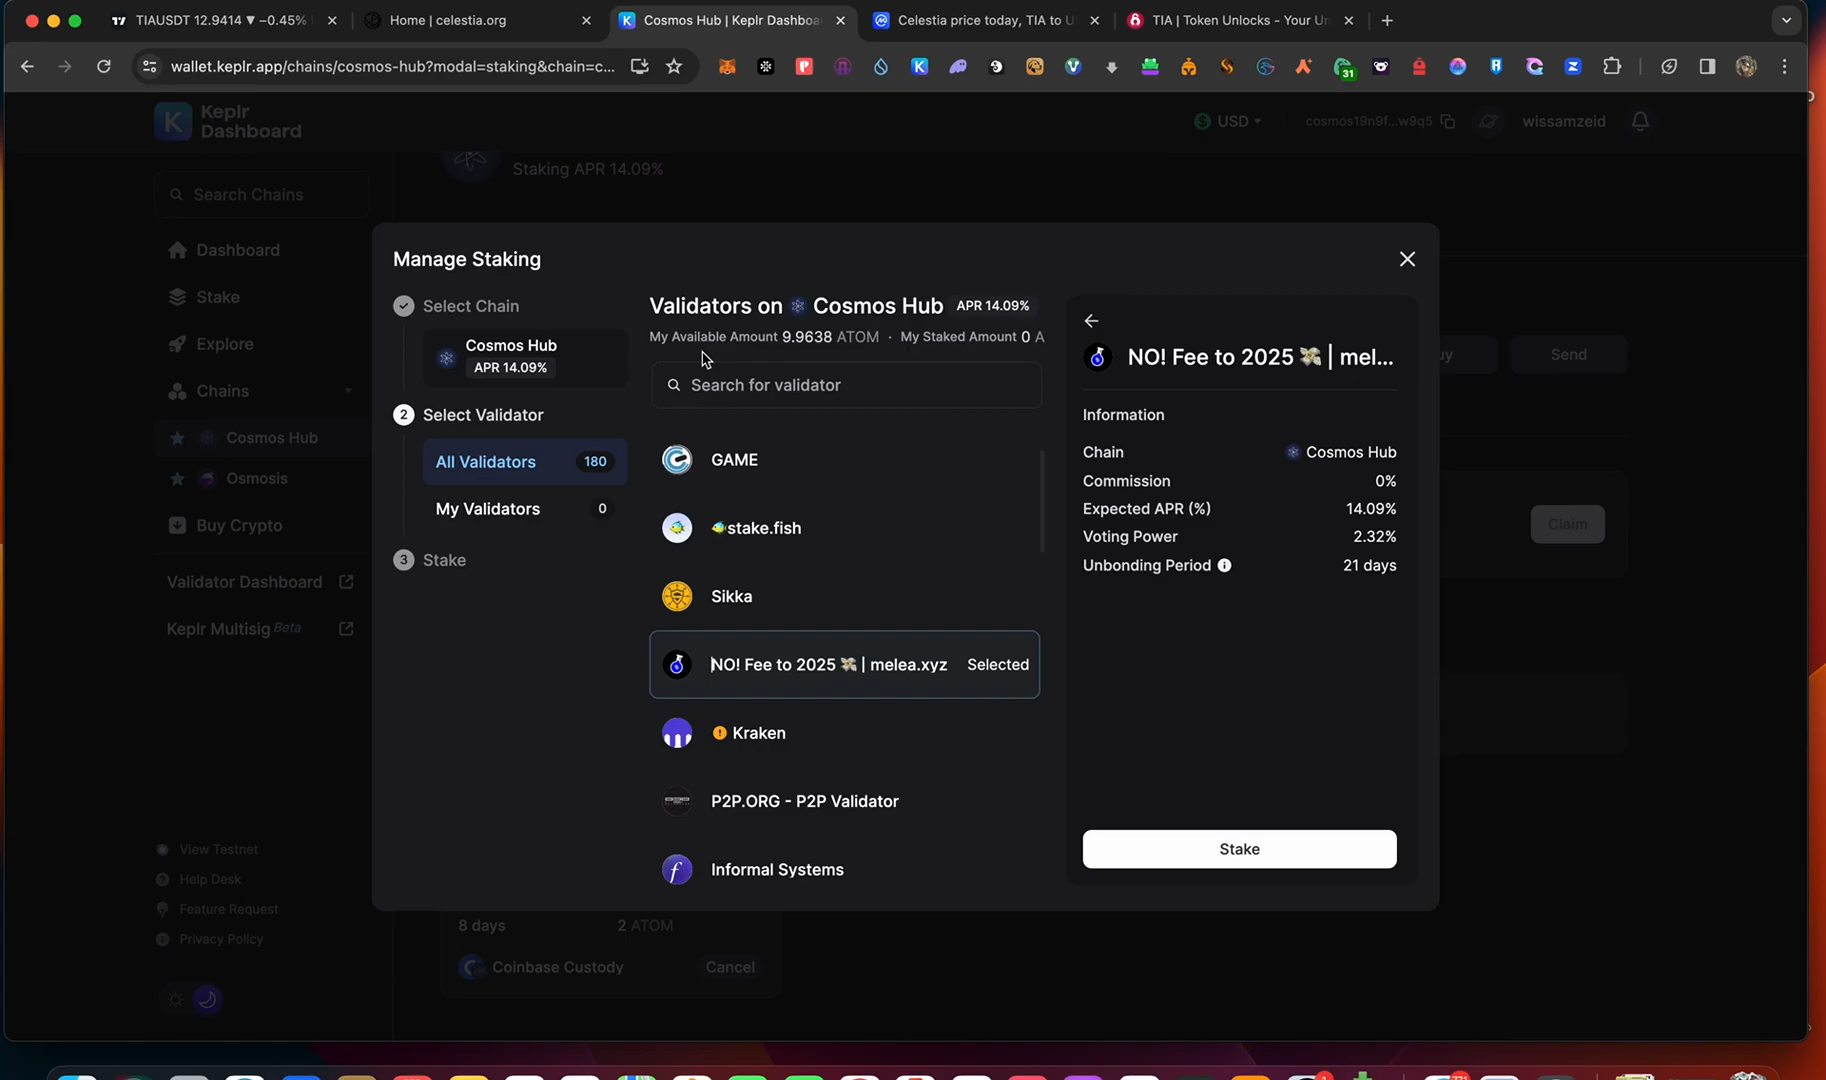 TIAUSDT 12.9414 ▼ −0.45%
Home | celestia.org
Cosmos Hub | Keplr Dashboa
Celestia price today, TIA to U
TIA | Token Unlocks - Your Un
wallet.keplr.app/chains/cosmos-hub?modal=staking&chain=c...
31
Keplr
Dashboard
USD
cosmos19n9f...w9q5
wissamzeid
Staking APR 14.09%
Search Chains
Dashboard
Stake
Explore
Chains
Cosmos Hub
Osmosis
Buy Crypto
Validator Dashboard
Keplr Multisig Beta
View Testnet
Help Desk
Feature Request
Privacy Policy
Manage Staking
Select Chain
Cosmos Hub
APR 14.09%
2 Select Validator
All Validators 180
My Validators 0
3 Stake
Validators on Cosmos Hub APR 14.09%
My Available Amount 9.9638 ATOM · My Staked Amount 0 A
Search for validator
GAME
🐠stake.fish
Sikka
NO! Fee to 2025 💸 | melea.xyz Selected
Kraken
P2P.ORG - P2P Validator
Informal Systems
NO! Fee to 2025 💸 | mel...
Information
Chain Cosmos Hub
Commission 0%
Expected APR (%) 14.09%
Voting Power 2.32%
Unbonding Period 21 days
Stake
Send
Claim
8 days 2 ATOM
Coinbase Custody Cancel